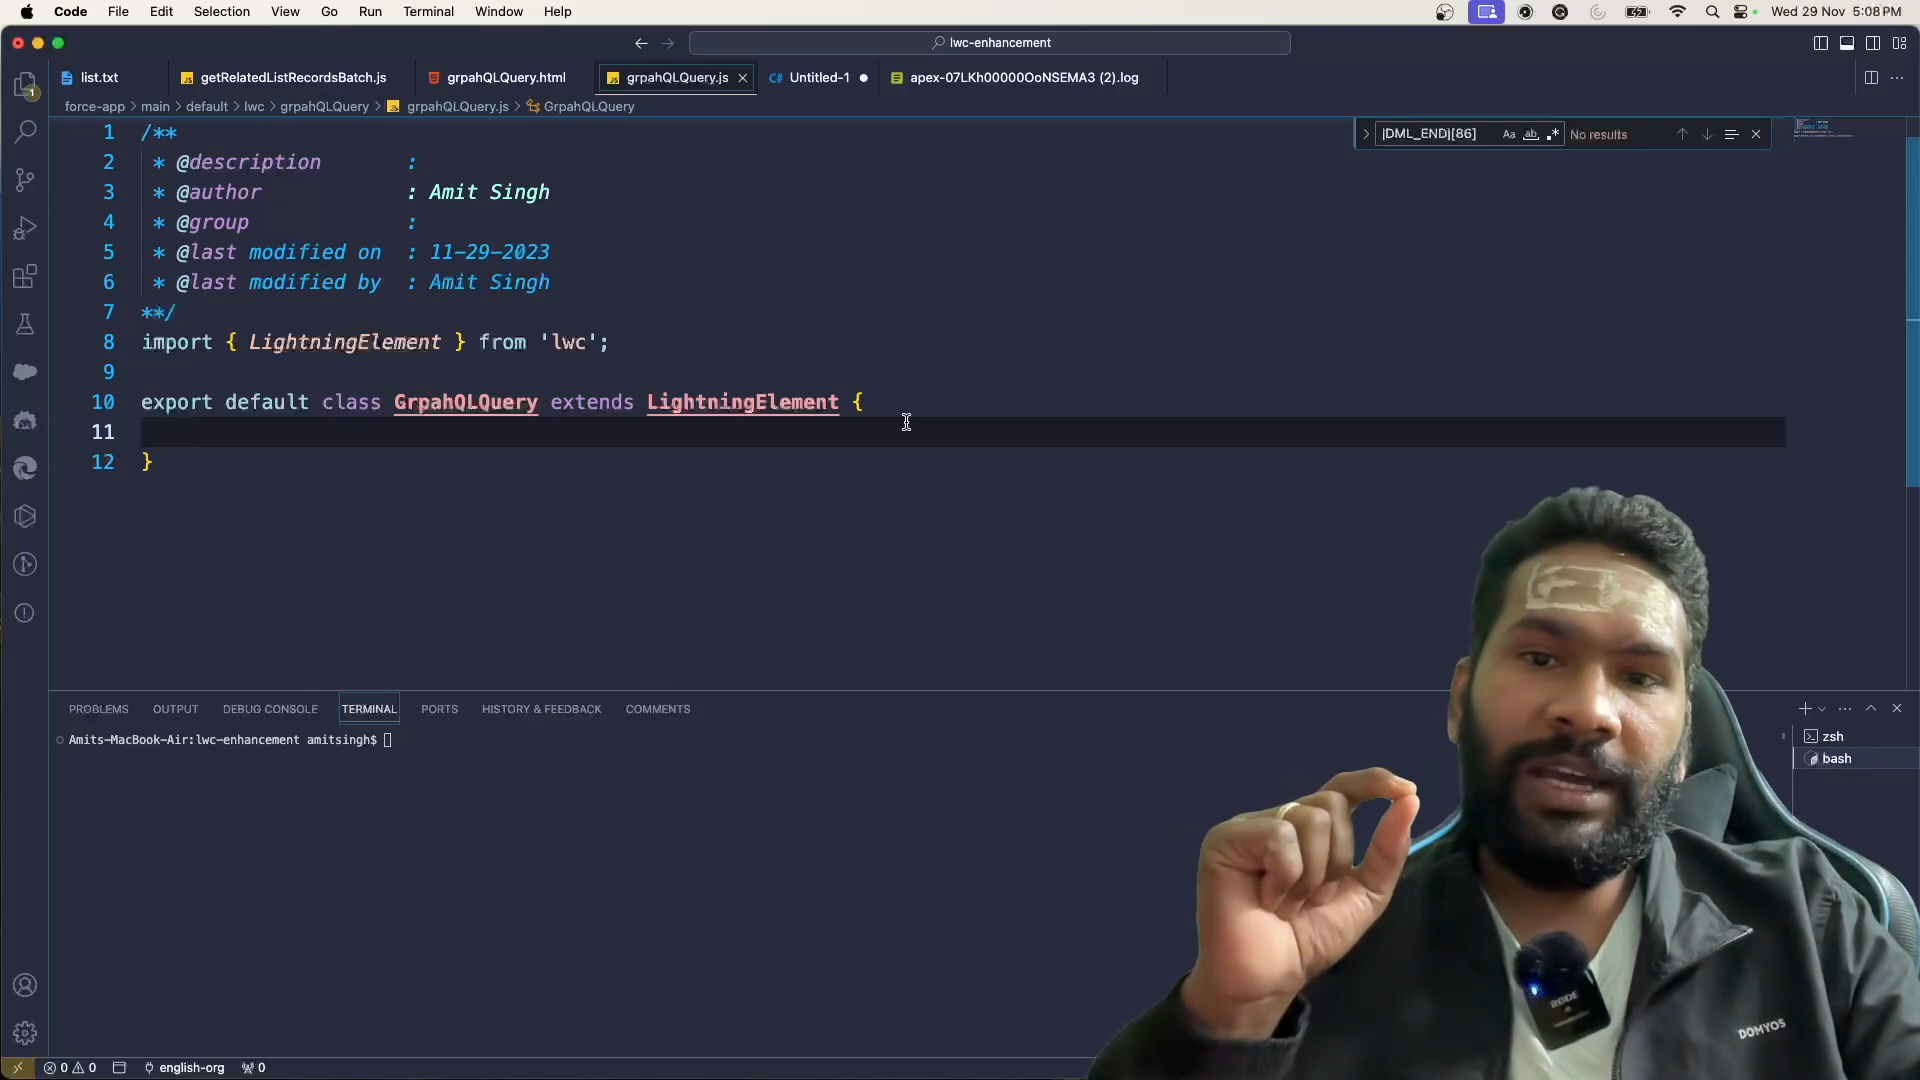 Code File Edit Selection View Go Run Terminal Window Help
Wed 29 Nov 5:08 PM
lwc-enhancement
list.txt
getRelatedListRecordsBatch.js
grpahQLQuery.html
grpahQLQuery.js
C# Untitled-1
apex-07LKh00000OoNSEMA3 (2).log
force-app > main > default > lwc > grpahQLQuery > grpahQLQuery.js > GrpahQLQuery
|DML_END|[86] Aa ab .* No results
1 /**
2 * @description :
3 * @author : Amit Singh
4 * @group :
5 * @last modified on : 11-29-2023
6 * @last modified by : Amit Singh
7 **/
8 import { LightningElement } from 'lwc';
9
10 export default class GrpahQLQuery extends LightningElement {
11
12 }
1
PROBLEMS OUTPUT DEBUG CONSOLE TERMINAL PORTS HISTORY & FEEDBACK COMMENTS
Amits-MacBook-Air:lwc-enhancement amitsingh$
zsh
bash
RODE
DOMYOS
0 0 english-org 0